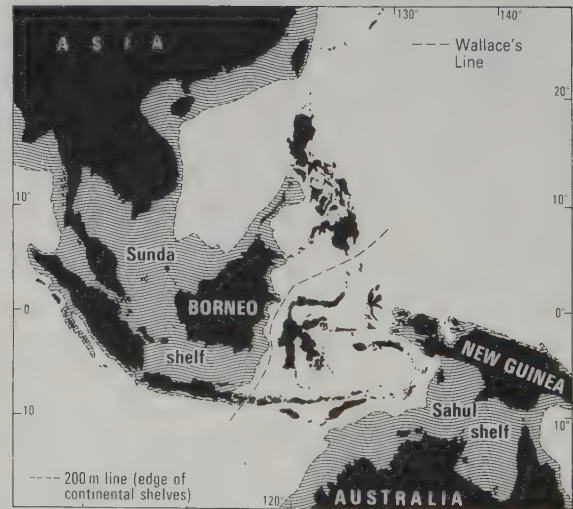 130° 140°
ASIA
--- Wallace's
Line
20°
10° 10°
Sunda
BORNEO
0 0°
shelf
NEW GUINEA
Sahul
shelf
10 10°
---- 200 m line (edge of
continental shelves)
120°
AUSTRALIA